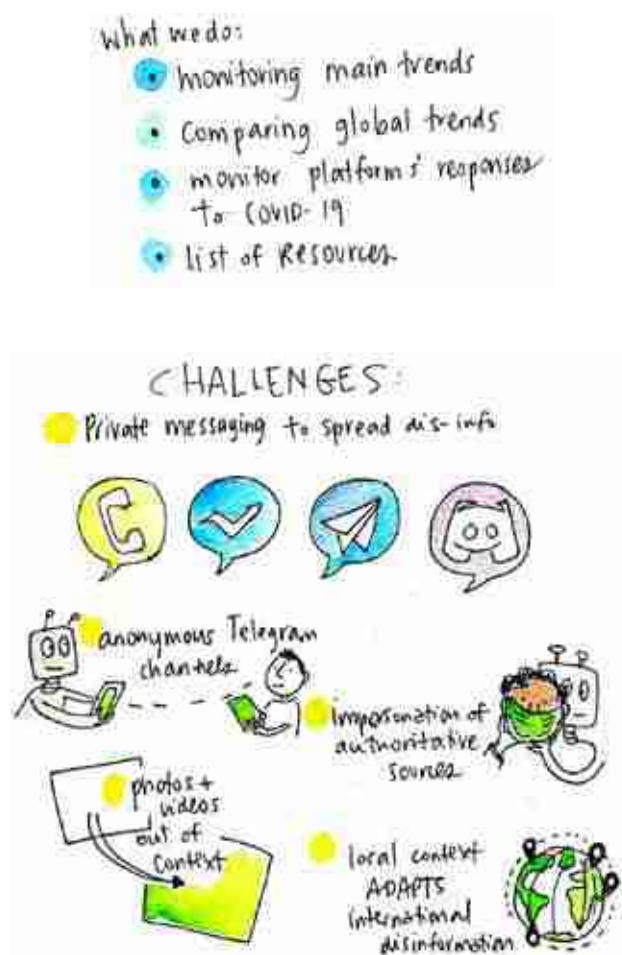 what we do:
monitoring main trends
comparing global trends
monitor platforms' responses
to COVID-19
list of Resources
CHALLENGES:
Private messaging to spread dis-info
anonymous Telegram
channels
impersonation of
authoritative
sources
photos +
videos
out of
context
local context
ADAPTS
international
disinformation